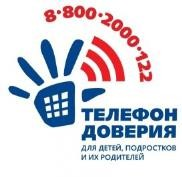 8-800-2000-122
ТЕЛЕФОН
ДОВЕРИЯ
ДЛЯ ДЕТЕЙ, ПОДРОСТКОВ
И ИХ РОДИТЕЛЕЙ